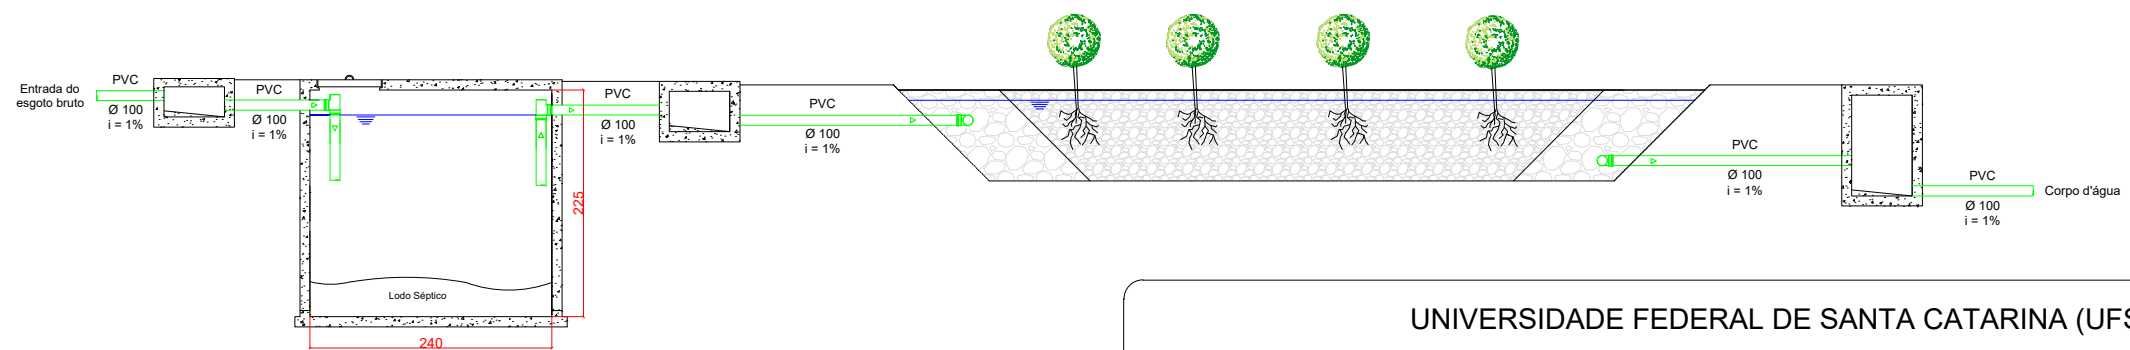 Entrada do
esgoto bruto
PVC
Ø 100
i = 1%
PVC
Ø 100
i = 1%
225
Lodo Séptico
240
PVC
Ø 100
i = 1%
PVC
Ø 100
i = 1%
PVC
Ø 100
i = 1%
PVC
Ø 100
i = 1%
Corpo d'água
UNIVERSIDADE FEDERAL DE SANTA CATARINA (UFS